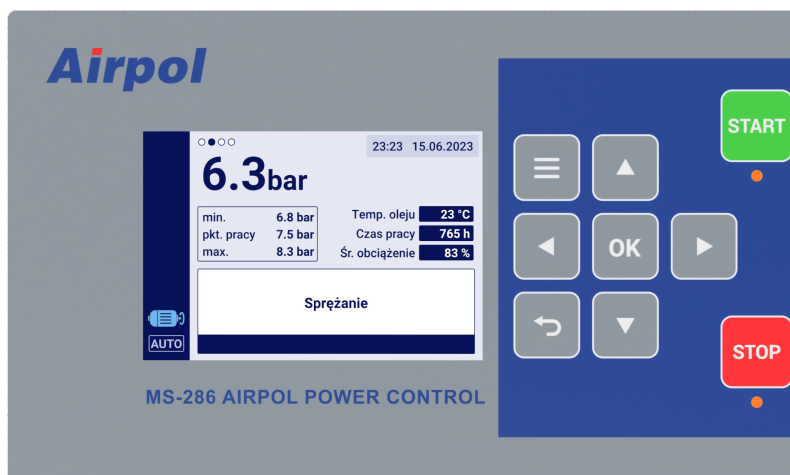 Airpol
23:23 15.06.2023
6.3bar
min. 6.8 bar
pkt. pracy 7.5 bar
max. 8.3 bar
Temp. oleju 23 °C
Czas pracy 765 h
Śr. obciążenie 83 %
Sprężanie
AUTO
MS-286 AIRPOL POWER CONTROL
START
OK
STOP